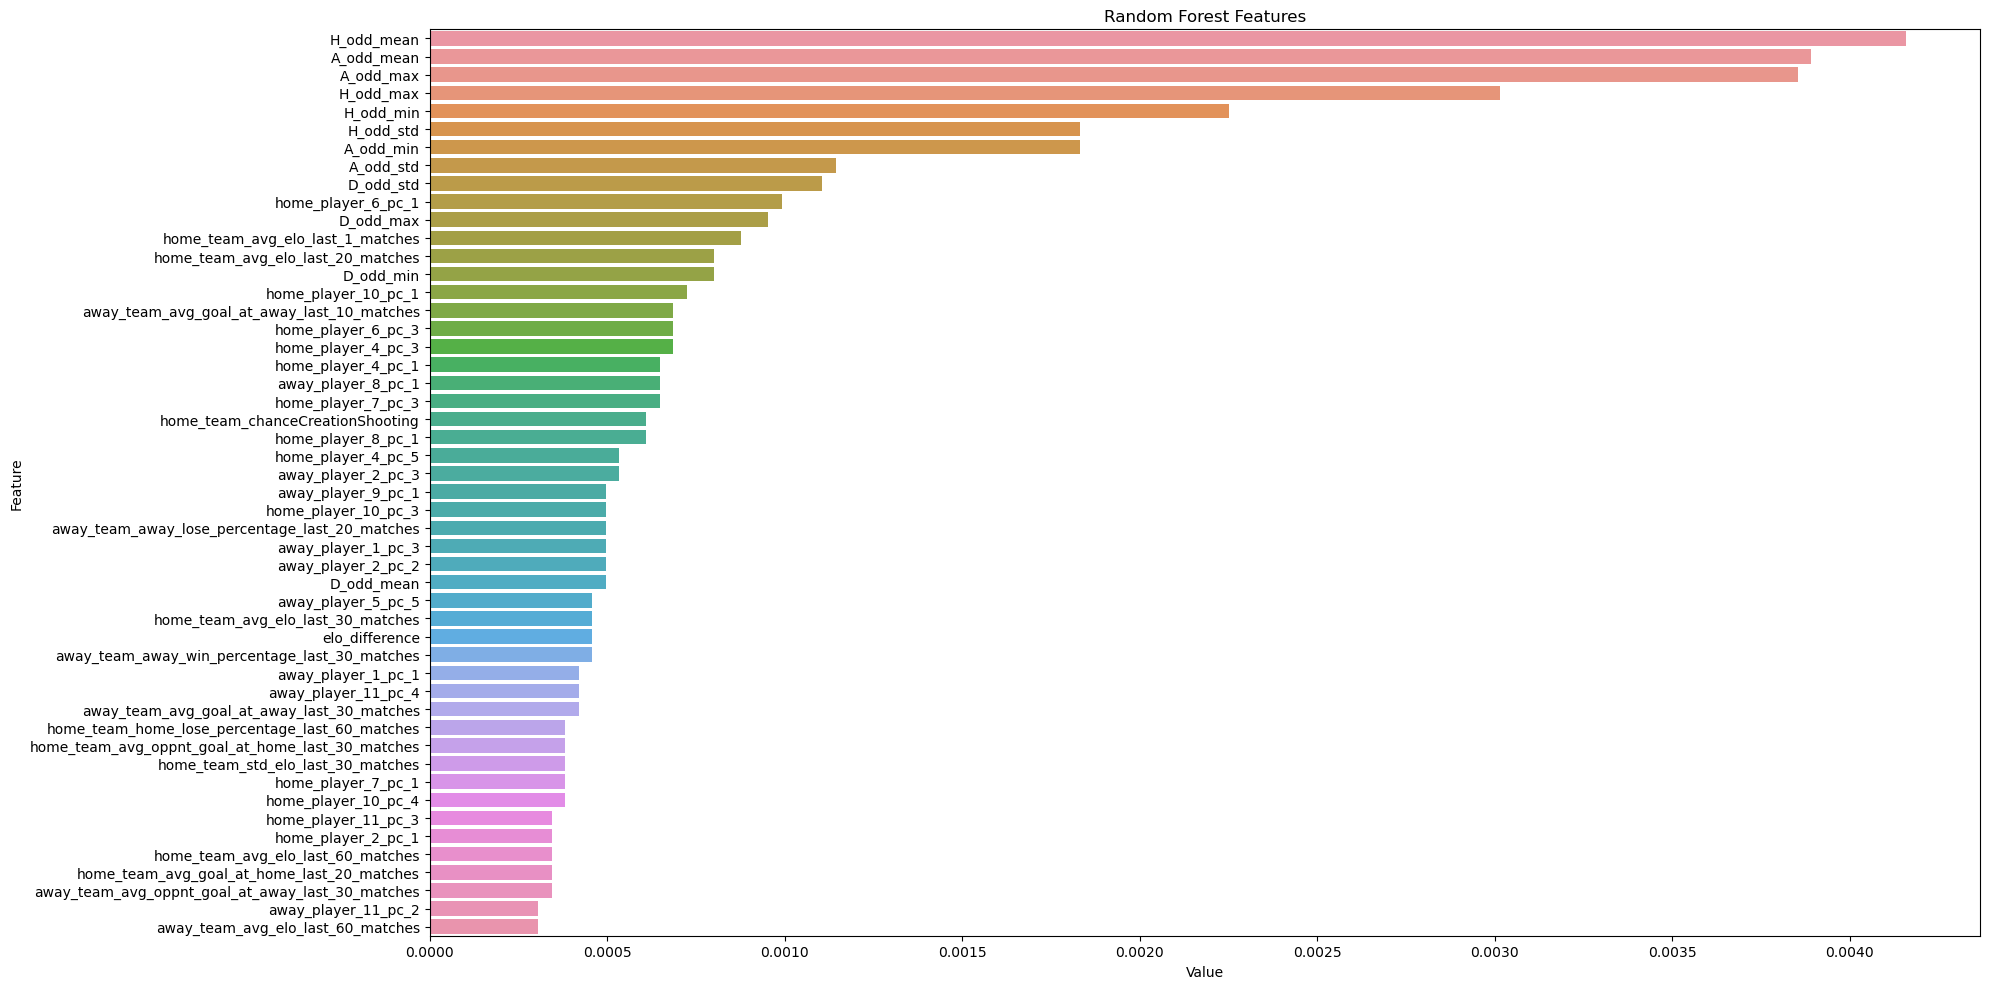 Random Forest Features
H_odd_mean
A_odd_mean
A_odd_max
H_odd_max
H_odd_min
H_odd_std
A_odd_min
A_odd_std
D_odd_std
home_player_6_pc_1
D_odd_max
home_team_avg_elo_last_1_matches
home_team_avg_elo_last_20_matches
D_odd_min
home_player_10_pc_1
away_team_avg_goal_at_away_last_10_matches
home_player_6_pc_3
home_player_4_pc_3
home_player_4_pc_1
away_player_8_pc_1
home_player_7_pc_3
home_team_chanceCreationShooting
home_player_8_pc_1
home_player_4_pc_5
away_player_2_pc_3
away_player_9_pc_1
home_player_10_pc_3
away_team_away_lose_percentage_last_20_matches
away_player_1_pc_3
away_player_2_pc_2
D_odd_mean
away_player_5_pc_5
home_team_avg_elo_last_30_matches
elo_difference
away_team_away_win_percentage_last_30_matches
away_player_1_pc_1
away_player_11_pc_4
away_team_avg_goal_at_away_last_30_matches
home_team_home_lose_percentage_last_60_matches
home_team_avg_oppnt_goal_at_home_last_30_matches
home_team_std_elo_last_30_matches
home_player_7_pc_1
home_player_10_pc_4
home_player_11_pc_3
home_player_2_pc_1
home_team_avg_elo_last_60_matches
home_team_avg_goal_at_home_last_20_matches
away_team_avg_oppnt_goal_at_away_last_30_matches
away_player_11_pc_2
away_team_avg_elo_last_60_matches
Feature
0.0000 0.0005 0.0010 0.0015 0.0020 0.0025 0.0030 0.0035 0.0040
Value